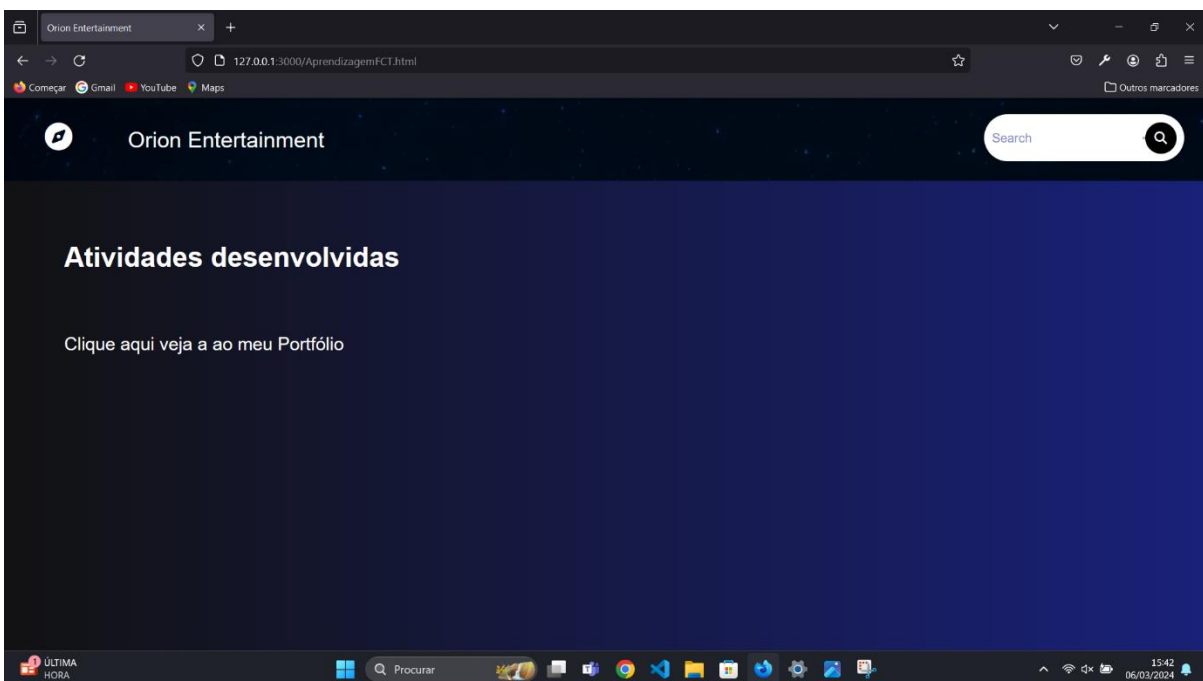 Orion Entertainment
127.0.0.1:3000/AprendizagemFCT.html
Começar Gmail YouTube Maps Outros marcadores
Orion Entertainment Search
Atividades desenvolvidas
Clique aqui veja a ao meu Portfólio
1 ÚLTIMA
HORA
Procurar
15:42
06/03/2024